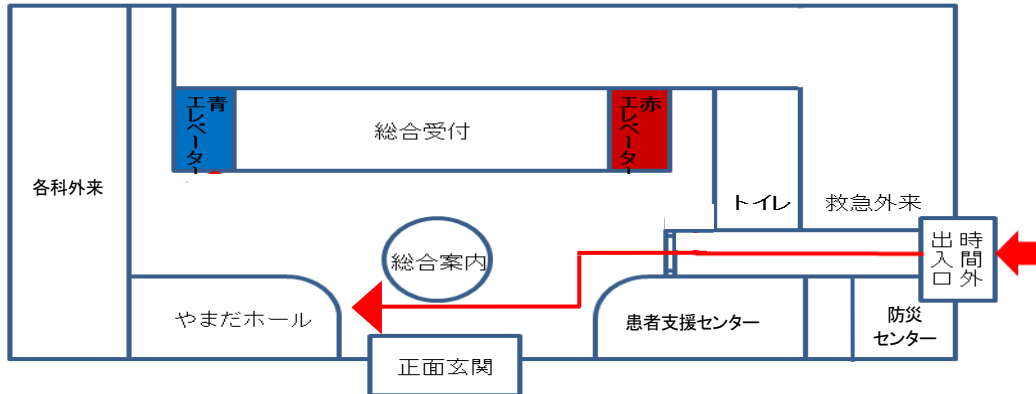 青
エレベーター
総合受付
赤
エレベーター
各科外来
トイレ
救急外来
時間外
出入口
総合案内
やまだホール
患者支援センター
防災
センター
正面玄関